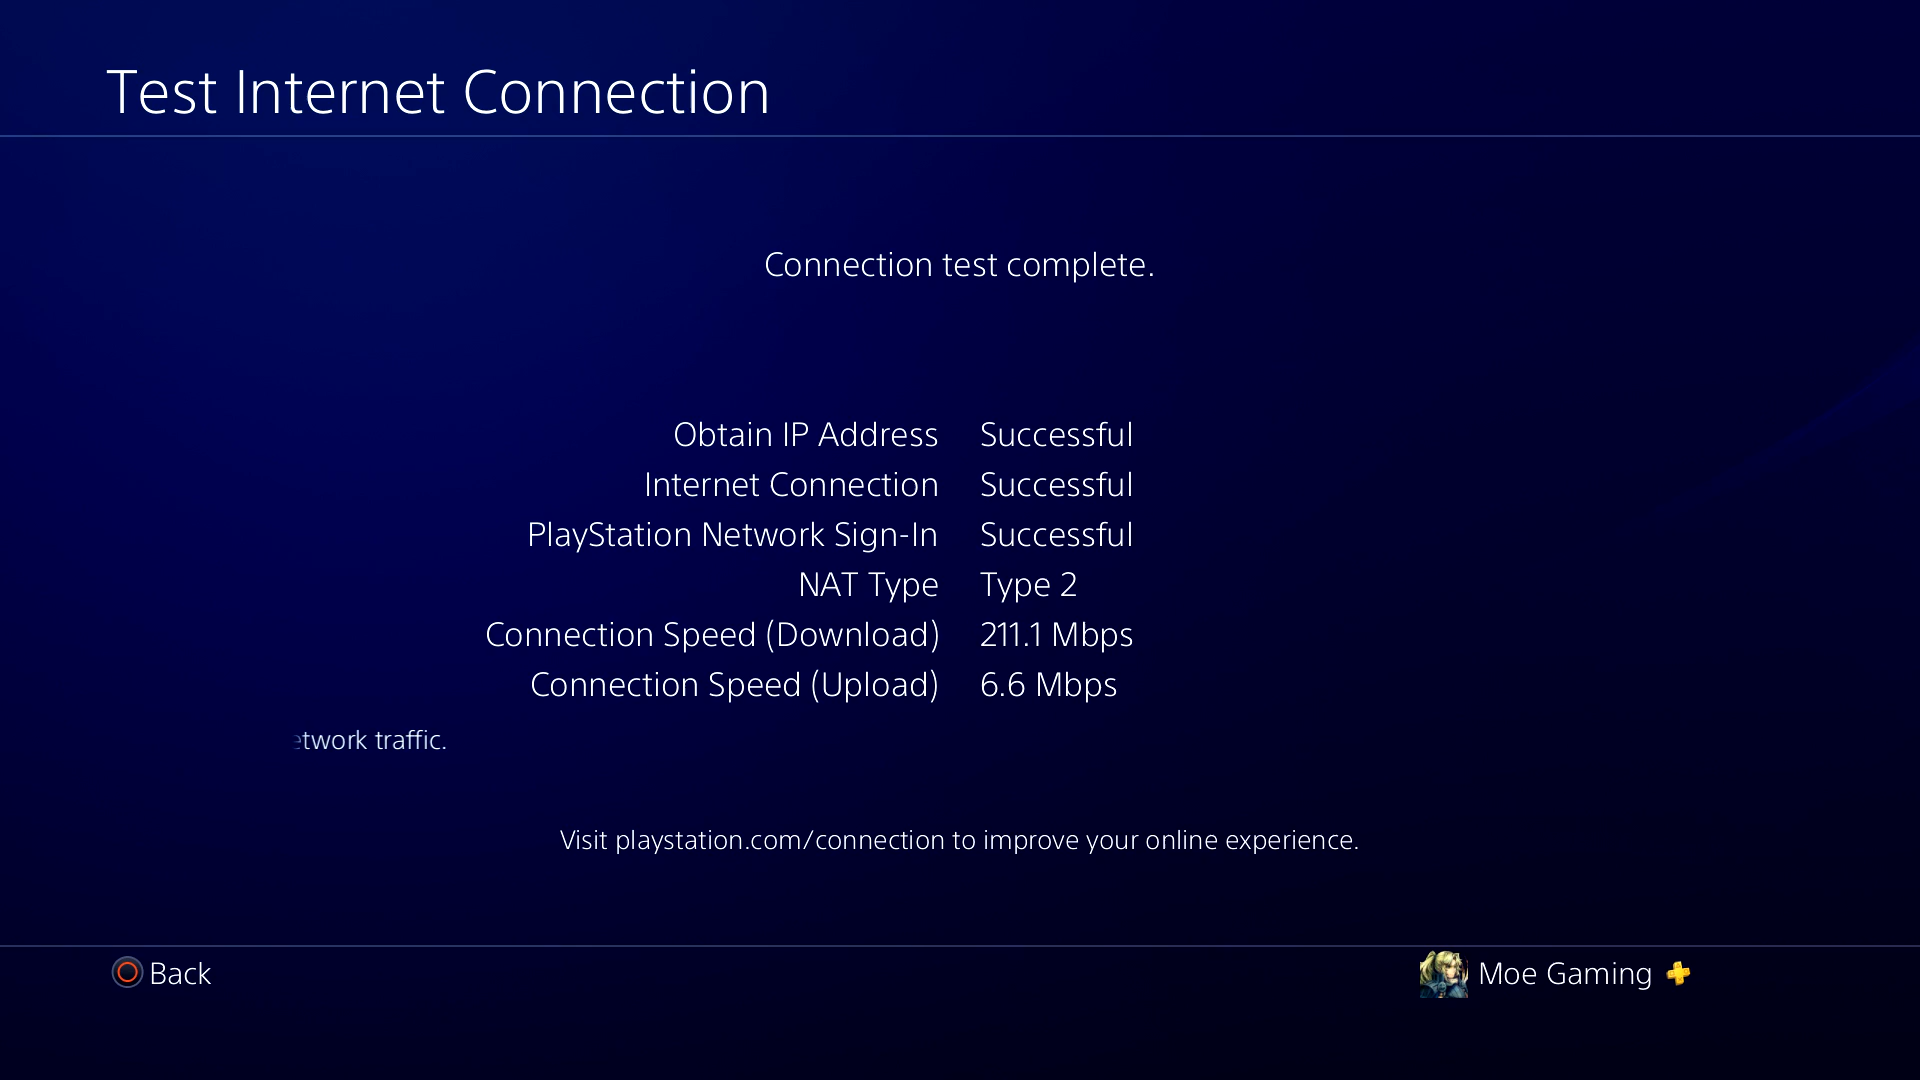 Test Internet Connection
Connection test complete.
Obtain IP Address Successful
Internet Connection Successful
PlayStation Network Sign-In Successful
NAT Type Type 2
Connection Speed (Download) 211.1 Mbps
Connection Speed (Upload) 6.6 Mbps
etwork traffic.
Visit playstation.com/connection to improve your online experience.
Back
Moe Gaming